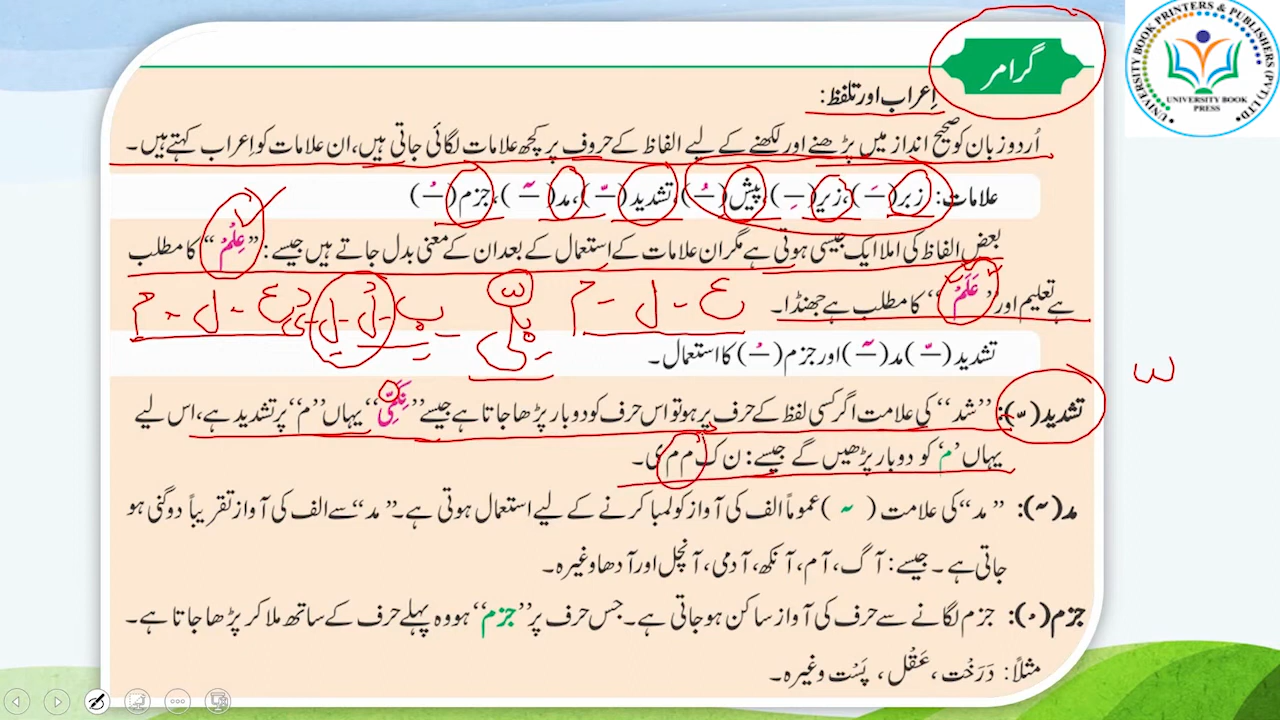 گرامر
UNIVERSITY BOOK PRINTERS & PUBLISHERS (PVT) LTD.
UNIVERSITY BOOK
PRESS
اِعراب اور تلفظ:
اُردو زبان کو صحیح انداز میں پڑھنے اور لکھنے کے لیے الفاظ کے حروف پر کچھ علامات لگائی جاتی ہیں، ان علامات کو اِعراب کہتے ہیں۔
علامات: زبر (ـَ)، زیر (ـِ)، پیش (ـُ)، تشدید (ـّ)، مد (ـٓ)، جزم (ـْ)
بعض الفاظ کی املا ایک جیسی ہوتی ہے مگر ان علامات کے استعمال کے بعد ان کے معنی بدل جاتے ہیں جیسے: ”عِلْمْ“ کا مطلب
ہے تعلیم اور ”عَلَمْ“ کا مطلب ہے جھنڈا۔
ع - ل - م
بلی
ب - ل - ل - ی
ع - ل - م
تشدید (ـّ) مد (ـٓ) اور جزم (ـْ) کا استعمال۔
تشدید (ـّ): ”شد“ کی علامت اگر کسی لفظ کے حرف پر ہو تو اس حرف کو دو بار پڑھا جاتا ہے جیسے ”نِکَمِّی“ یہاں ”م“ پر تشدید ہے، اس لیے
یہاں ’م‘ کو دو بار پڑھیں گے جیسے: ن ک م م ی۔
مد (ـٓ): ”مد“ کی علامت ( ـٓ ) عموماً الف کی آواز کو لمبا کرنے کے لیے استعمال ہوتی ہے۔ ”مد“ سے الف کی آواز تقریباً دوگنی ہو
جاتی ہے۔ جیسے: آگ، آم، آنکھ، آدمی، آنچل اور آدھا وغیرہ۔
جزم (ـْ): جزم لگانے سے حرف کی آواز ساکن ہو جاتی ہے۔ جس حرف پر ”جزم“ ہو وہ پہلے حرف کے ساتھ ملا کر پڑھا جاتا ہے۔
مثلاً: دَرَخْت، عَقْل، پَسْت وغیرہ۔